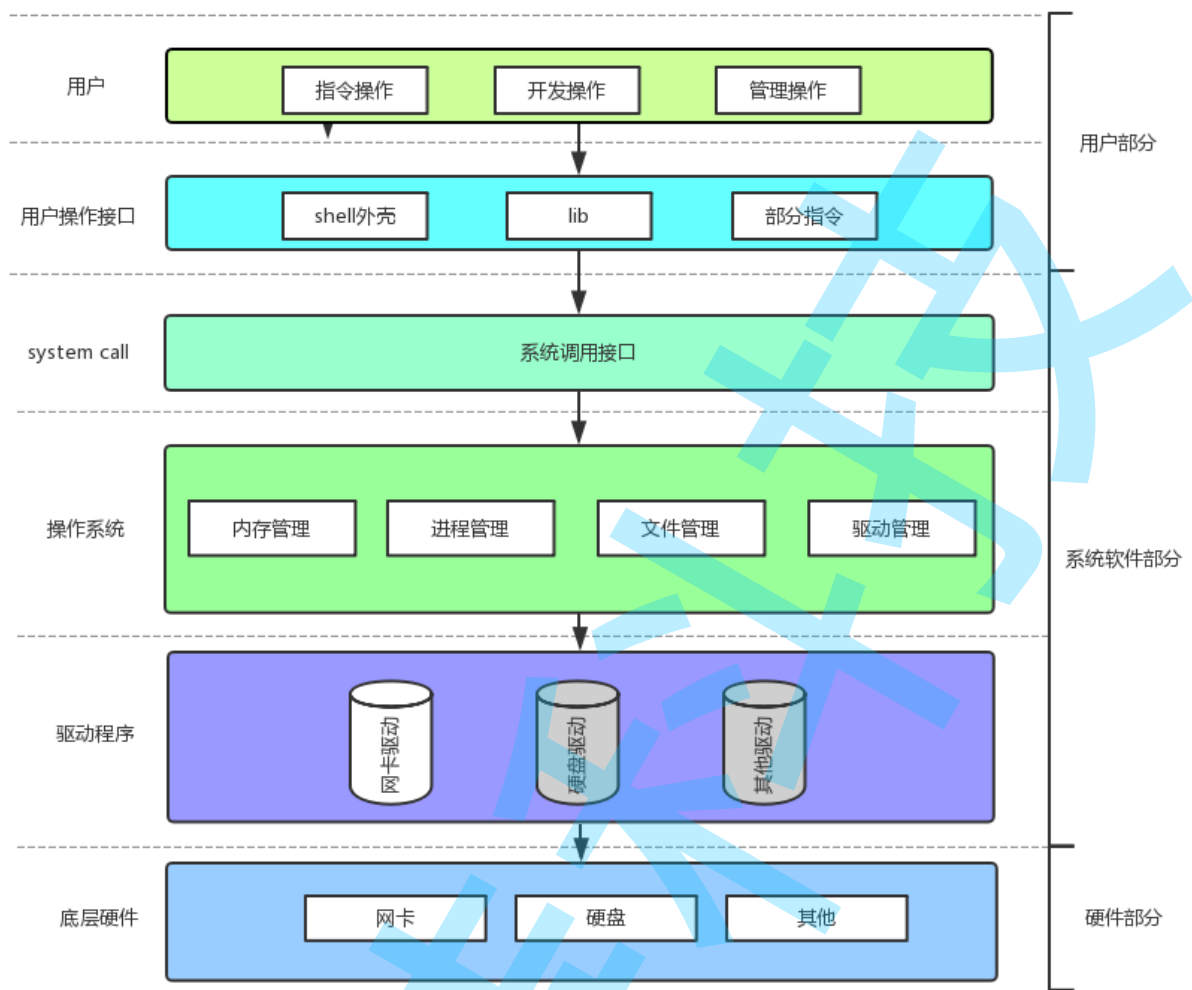 用户
指令操作
开发操作
管理操作
用户部分
用户操作接口
shell外壳
lib
部分指令
system call
系统调用接口
操作系统
内存管理
进程管理
文件管理
驱动管理
系统软件部分
驱动程序
网卡驱动
硬盘驱动
其他驱动
底层硬件
网卡
硬盘
其他
硬件部分